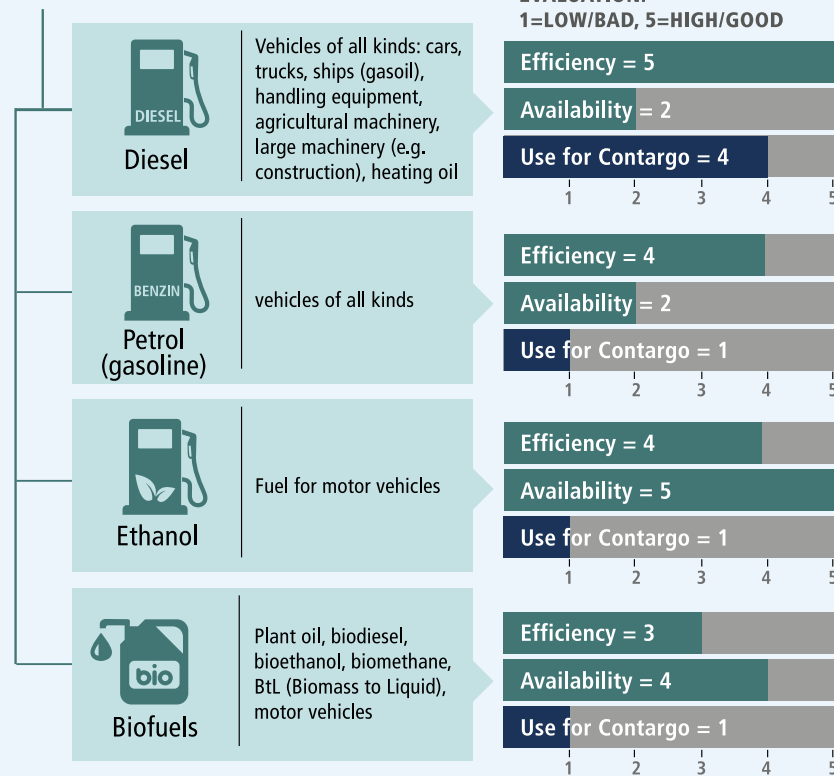 1=LOW/BAD, 5=HIGH/GOOD
DIESEL
Diesel
Vehicles of all kinds: cars,
trucks, ships (gasoil),
handling equipment,
agricultural machinery,
large machinery (e.g.
construction), heating oil
Efficiency = 5
Availability = 2
Use for Contargo = 4
1 2 3 4 5
BENZIN
Petrol
(gasoline)
vehicles of all kinds
Efficiency = 4
Availability = 2
Use for Contargo = 1
1 2 3 4 5
Ethanol
Fuel for motor vehicles
Efficiency = 4
Availability = 5
Use for Contargo = 1
1 2 3 4 5
bio
Biofuels
Plant oil, biodiesel,
bioethanol, biomethane,
BtL (Biomass to Liquid),
motor vehicles
Efficiency = 3
Availability = 4
Use for Contargo = 1
1 2 3 4 5